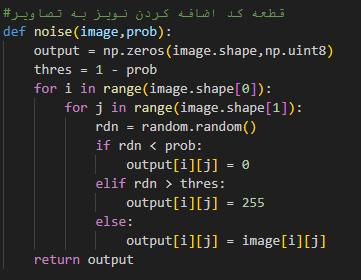 #قطعه کد اضافه کردن نویز به تصاویر
def noise(image,prob):
    output = np.zeros(image.shape,np.uint8)
    thres = 1 - prob
    for i in range(image.shape[0]):
        for j in range(image.shape[1]):
            rdn = random.random()
            if rdn < prob:
                output[i][j] = 0
            elif rdn > thres:
                output[i][j] = 255
            else:
                output[i][j] = image[i][j]
    return output